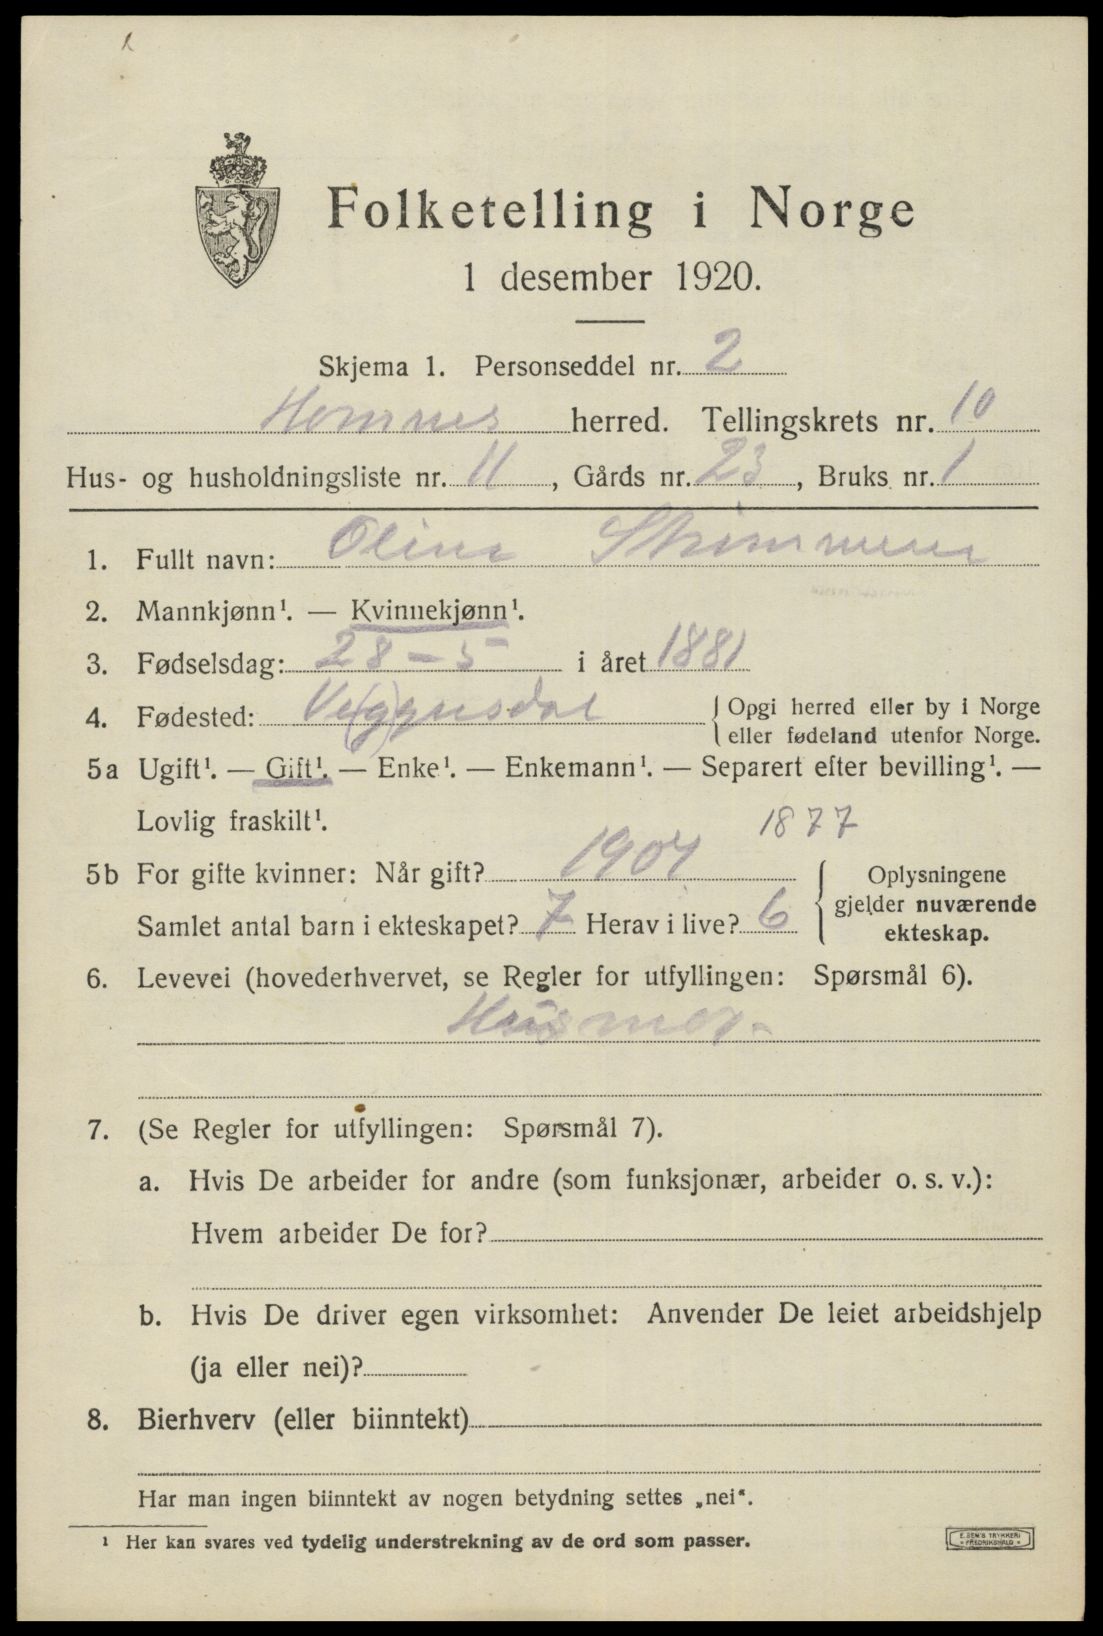 Folketelling i Norge
1 desember 1920.
Skjema 1. Personseddel nr. 2
Homnes herred. Tellingskrets nr. 10
Hus- og husholdningsliste nr. 11, Gårds nr. 23, Bruks nr. 1
1. Fullt navn: Oline
2. Mannkjønn¹. — Kvinnekjønn¹.
3. Fødselsdag: 28 - 5 - i året 1881
4. Fødested: {Opgi herred eller by i Norge
eller fødeland utenfor Norge.
5a Ugift¹. — Gift¹. — Enke¹. — Enkemann¹. — Separert efter bevilling¹. —
Lovlig fraskilt¹.
1877
5b For gifte kvinner: Når gift? 1904
Samlet antal barn i ekteskapet? 7 Herav i live? 6
{Oplysningene
gjelder nuværende
ekteskap.
6. Levevei (hovederhvervet, se Regler for utfyllingen: Spørsmål 6).
Husmor.
7. (Se Regler for utfyllingen: Spørsmål 7).
a. Hvis De arbeider for andre (som funksjonær, arbeider o. s. v.):
Hvem arbeider De for?
b. Hvis De driver egen virksomhet: Anvender De leiet arbeidshjelp
(ja eller nei)?
8. Bierhverv (eller biinntekt)
Har man ingen biinntekt av nogen betydning settes „nei“.
¹ Her kan svares ved tydelig understrekning av de ord som passer.
E. SEM'S TRYKKERI
FREDRIKSHALD